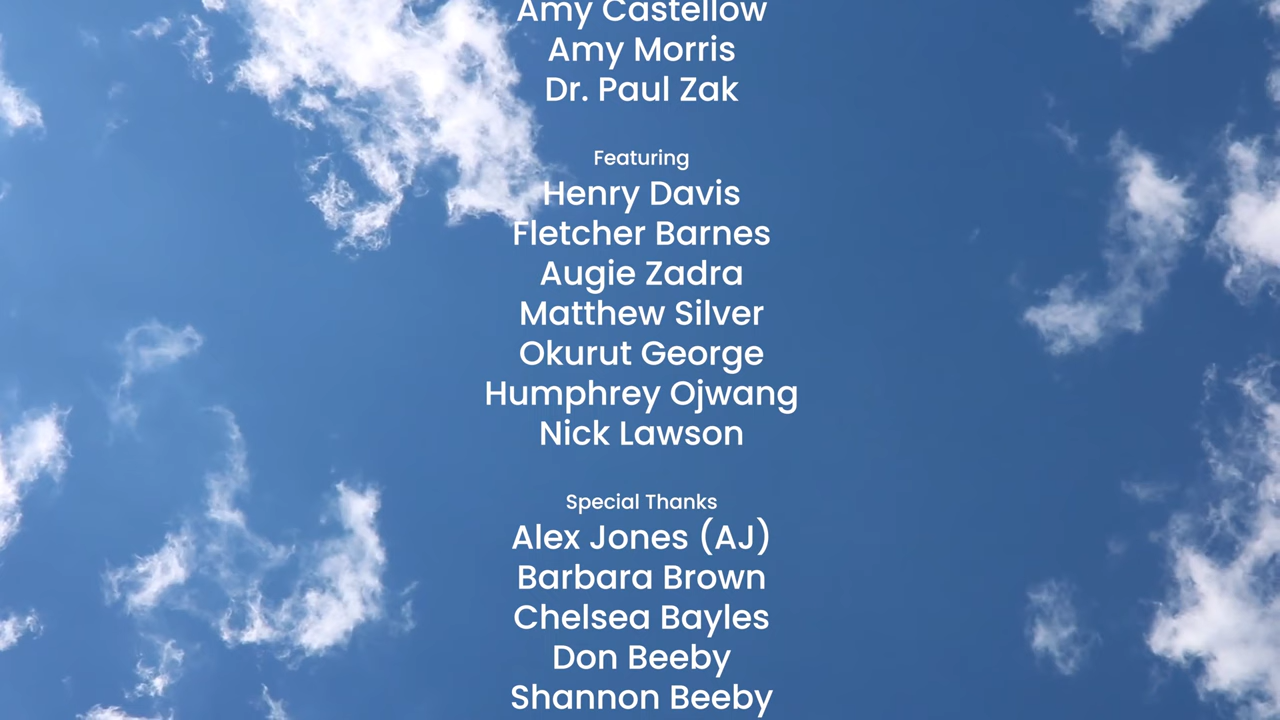 Amy Castellow
Amy Morris
Dr. Paul Zak
Featuring
Henry Davis
Fletcher Barnes
Augie Zadra
Matthew Silver
Okurut George
Humphrey Ojwang
Nick Lawson
Special Thanks
Alex Jones (AJ)
Barbara Brown
Chelsea Bayles
Don Beeby
Shannon Beeby